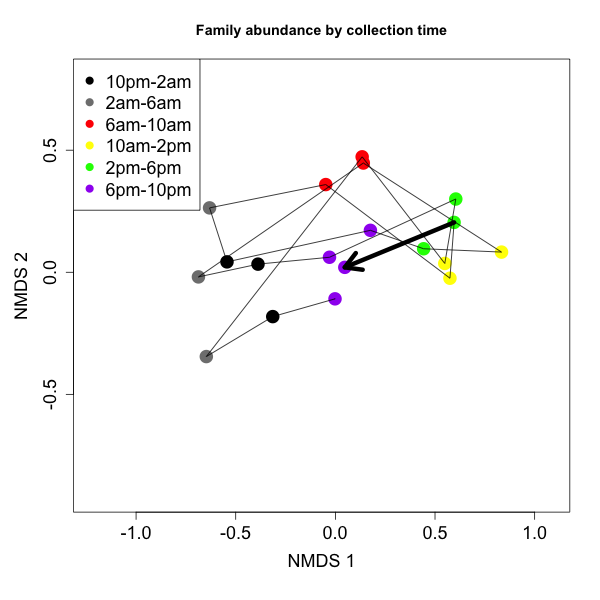 Family abundance by collection time
10pm-2am
2am-6am
6am-10am
10am-2pm
2pm-6pm
6pm-10pm
0.5
0.0
-0.5
NMDS 2
-1.0 -0.5 0.0 0.5 1.0
NMDS 1